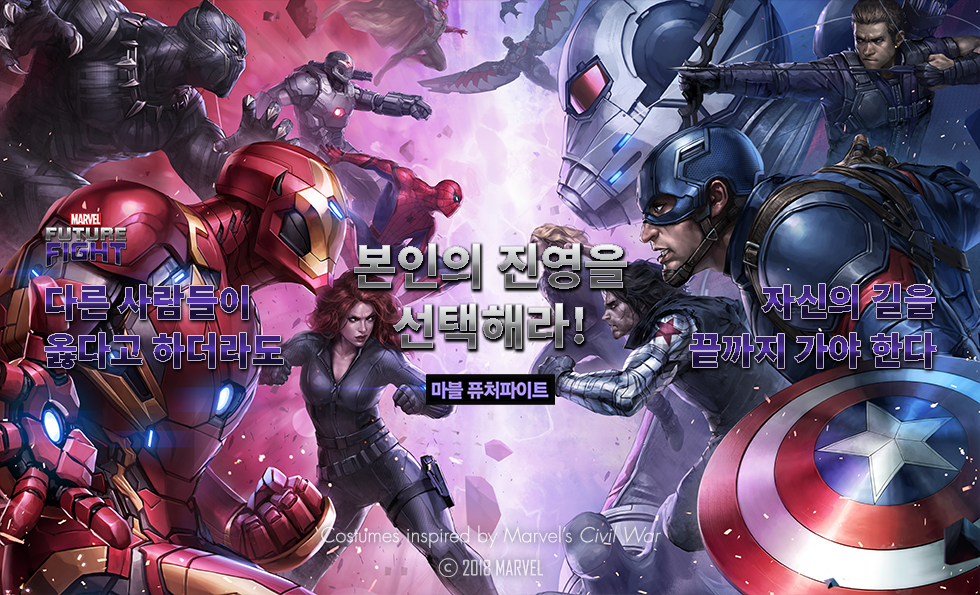 MARVEL
FUTURE
FIGHT
다른 사람들이
옳다고 하더라도
본인의 진영을
선택해라!
마블 퓨처파이트
자신의 길을
끝까지 가야 한다
Costumes inspired by Marvel's Civil War
© 2018 MARVEL